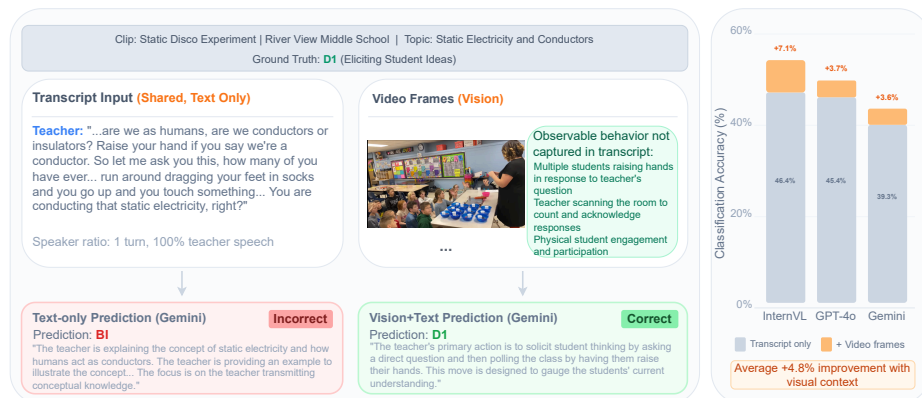 Clip: Static Disco Experiment | River View Middle School | Topic: Static Electricity and Conductors
Ground Truth: D1 (Eliciting Student Ideas)
Transcript Input (Shared, Text Only)
Teacher: "...are we as humans, are we conductors or
insulators? Raise your hand if you say we're a
conductor. So let me ask you this, how many of you
have ever... run around dragging your feet in socks
and you go up and you touch something... You are
conducting that static electricity, right?"
Speaker ratio: 1 turn, 100% teacher speech
Video Frames (Vision)
Observable behavior not
captured in transcript:
Multiple students raising hands
in response to teacher's
question
Teacher scanning the room to
count and acknowledge
responses
Physical student engagement
and participation
...
Text-only Prediction (Gemini)
Incorrect
Prediction: BI
"The teacher is explaining the concept of static electricity and how
humans act as conductors. The teacher is providing an example to
illustrate the concept... The focus is on the teacher transmitting
conceptual knowledge."
Vision+Text Prediction (Gemini)
Correct
Prediction: D1
"The teacher's primary action is to solicit student thinking by asking
a direct question and then polling the class by having them raise
their hands. This move is designed to gauge the students' current
understanding."
Classification Accuracy (%)
60%
40%
20%
0%
+7.1%
+3.7%
+3.6%
46.4%
45.4%
39.3%
InternVL
GPT-4o
Gemini
Transcript only
+ Video frames
Average +4.8% improvement with
visual context